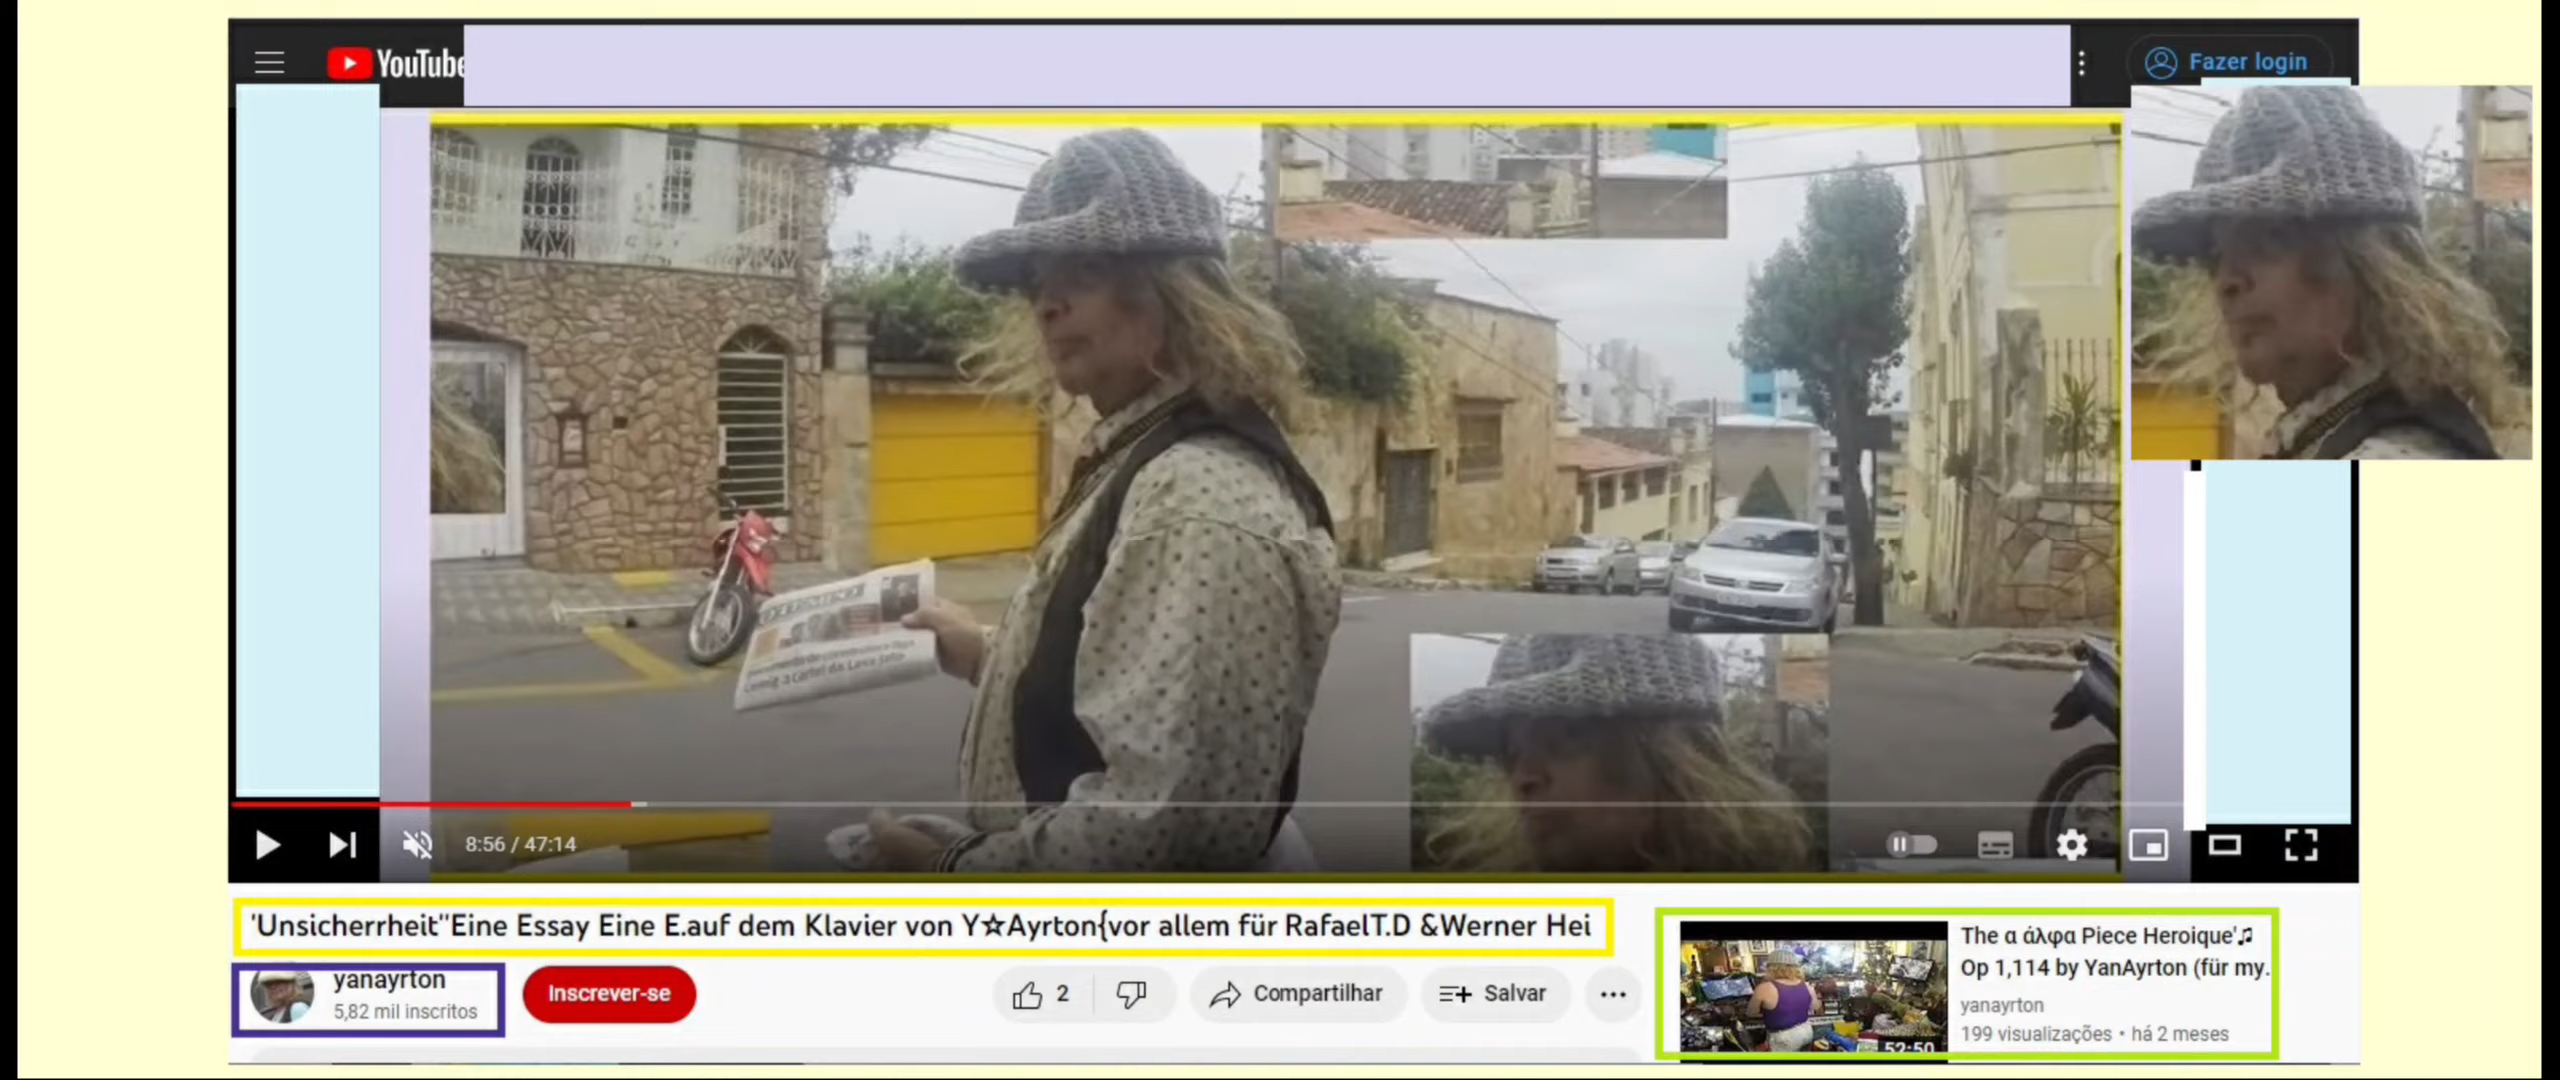 YouTube
Fazer login
8:56 / 47:14
'Unsicherrheit''Eine Essay Eine E.auf dem Klavier von Y☆Ayrton{vor allem für RafaelT.D &Werner Hei
yanayrton
5,82 mil inscritos
Inscrever-se
2
Compartilhar
Salvar
The α άλφα Piece Heroique'♫
Op 1,114 by YanAyrton (für my.
yanayrton
199 visualizações • há 2 meses
52:50